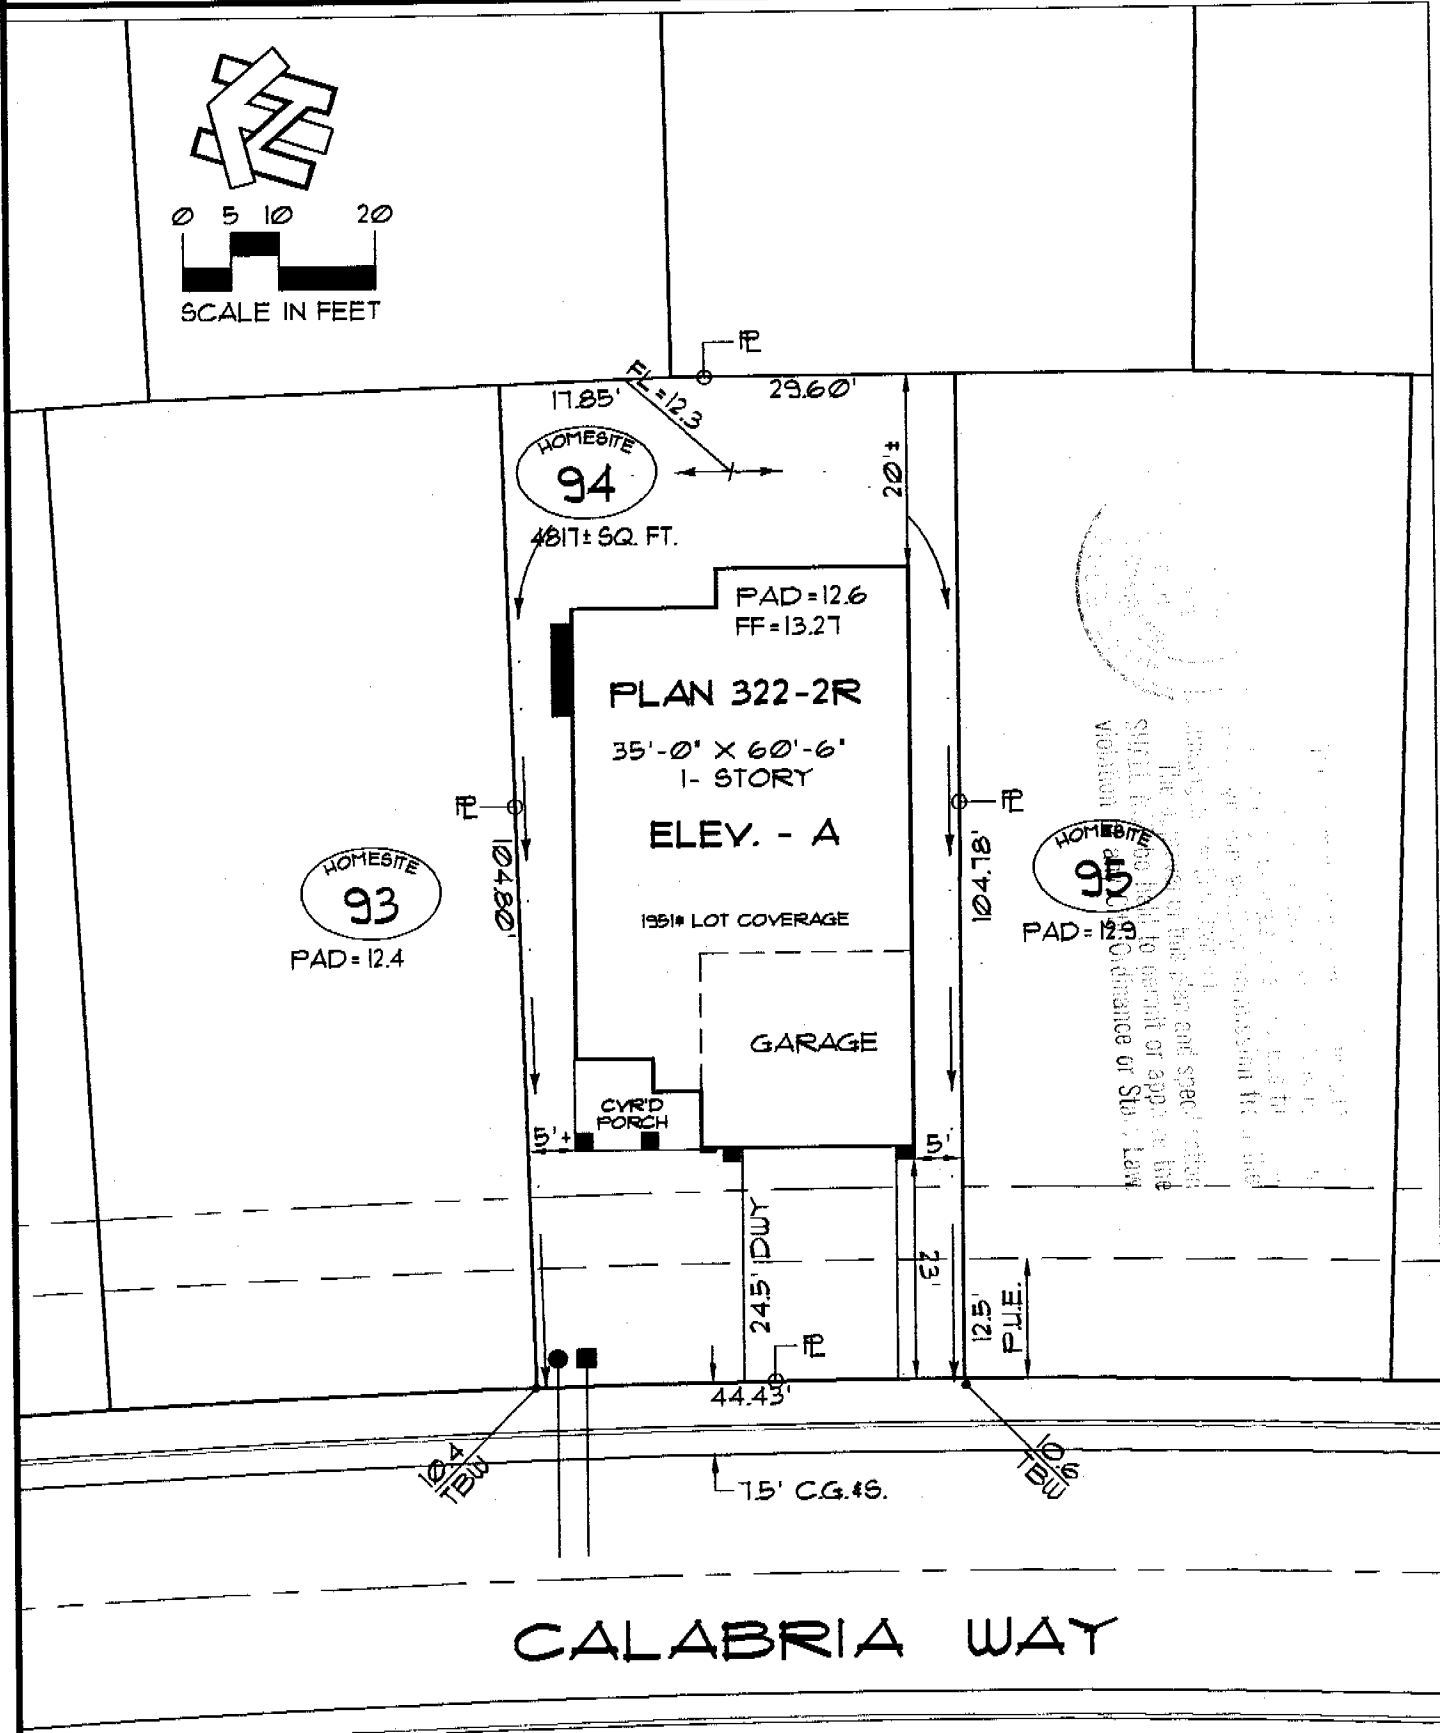 0 5 10 20
SCALE IN FEET
PL
FL=12.3
17.85'
29.60'
HOMESITE
94
4817± SQ. FT.
20'±
PAD=12.6
FF=13.27
PLAN 322-2R
35'-0" X 60'-6"
1- STORY
ELEV. - A
PL
PL
104.80'
104.78'
HOMESITE
93
PAD=12.4
HOMESITE
95
PAD=12.9
1951# LOT COVERAGE
GARAGE
CVR'D
PORCH
5'+
5'
24.5' DWY
23'
12.5'
P.U.E.
PL
44.43'
10.4
TBW
10.6
TBW
7.5' C.G.&S.
CALABRIA WAY